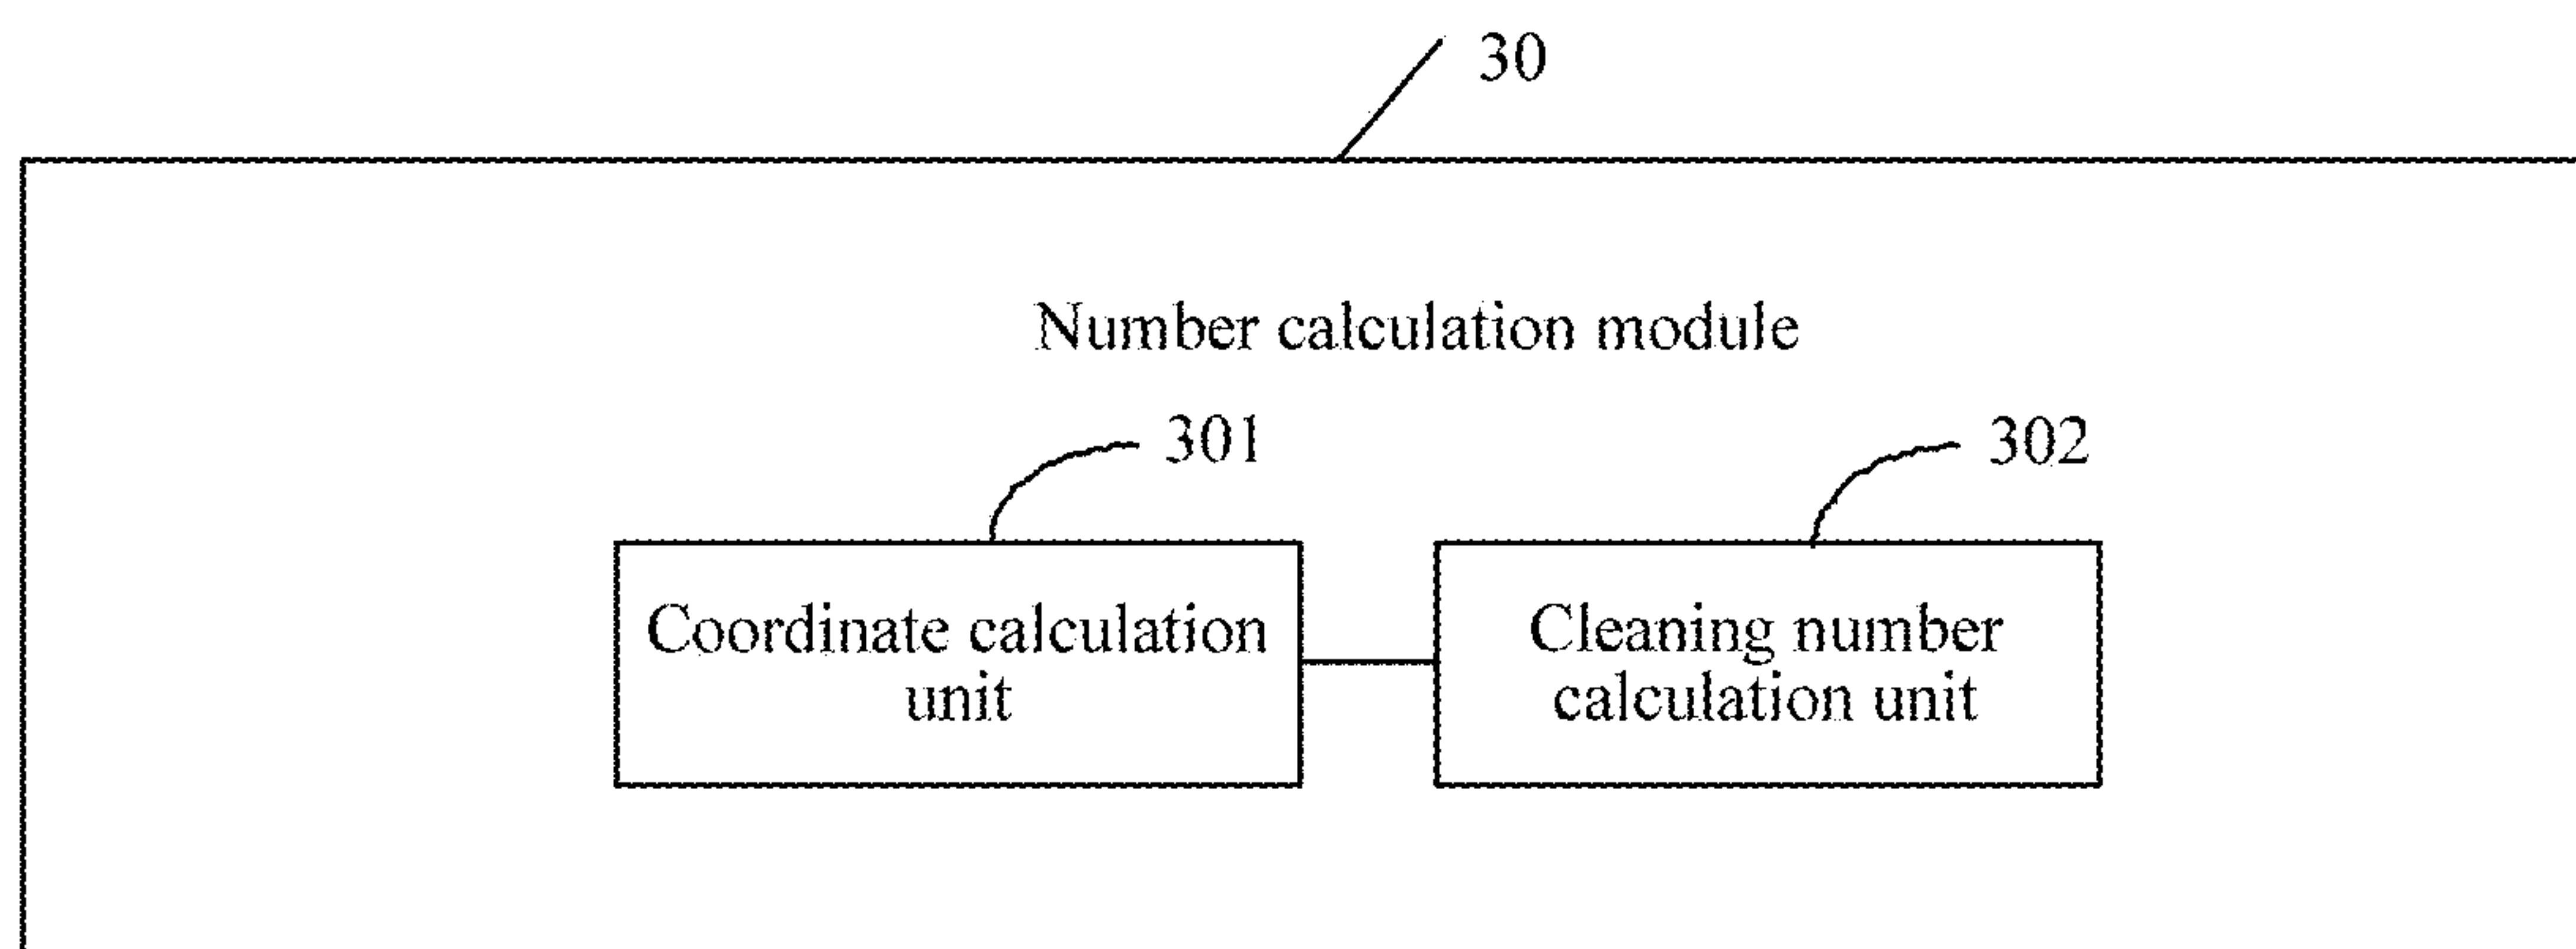 30
Number calculation module
301
302
Coordinate calculation
unit
Cleaning number
calculation unit